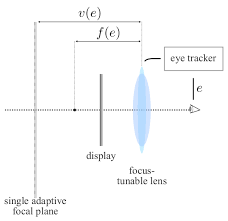 v(e)
f(e)
eye tracker
e
display
focus-
tunable lens
single adaptive
focal plane